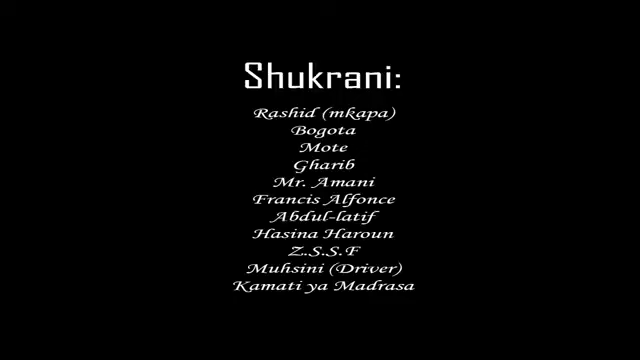 Shukrani:
Rashid (mkapa)
Bogota
Mote
Gharib
Mr. Amani
Francis Alfonce
Abdul-latif
Hasina Haroun
Z.S.S.F
Muhsini (Driver)
Kamati ya Madrasa